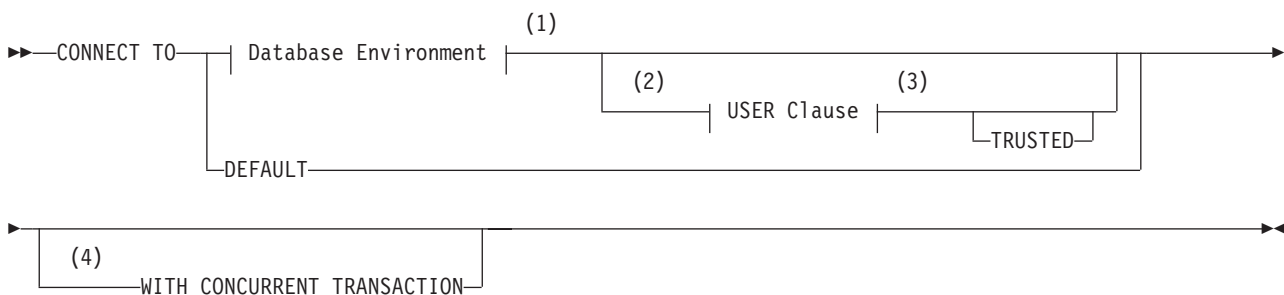 (1)
CONNECT TO Database Environment
(2) (3)
USER Clause
TRUSTED
DEFAULT
(4)
WITH CONCURRENT TRANSACTION